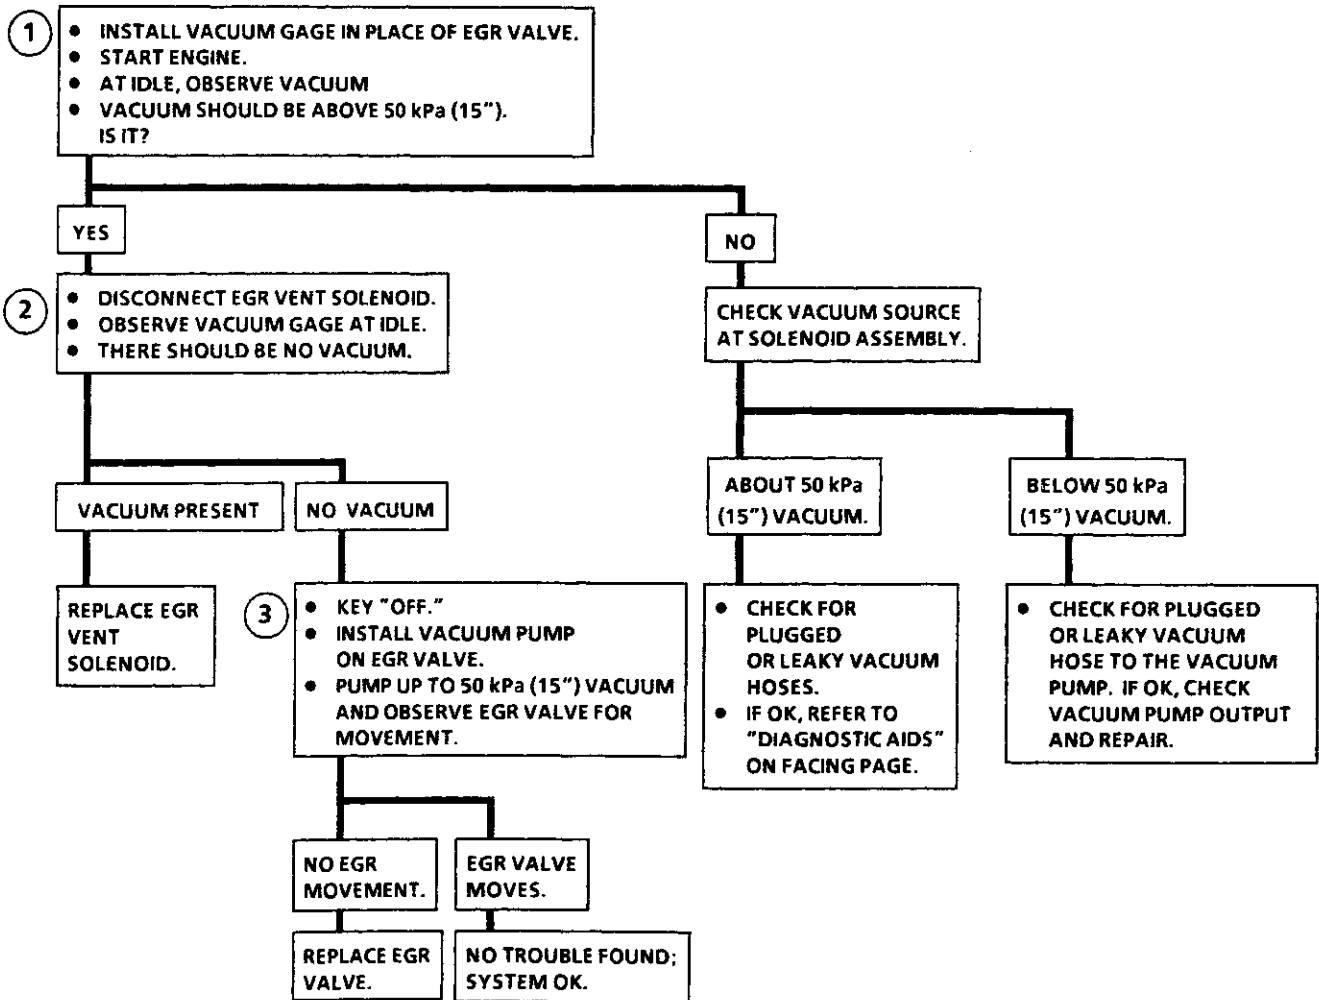 1
● INSTALL VACUUM GAGE IN PLACE OF EGR VALVE.
● START ENGINE.
● AT IDLE, OBSERVE VACUUM
● VACUUM SHOULD BE ABOVE 50 kPa (15").
IS IT?
YES
NO
2
● DISCONNECT EGR VENT SOLENOID.
● OBSERVE VACUUM GAGE AT IDLE.
● THERE SHOULD BE NO VACUUM.
CHECK VACUUM SOURCE
AT SOLENOID ASSEMBLY.
VACUUM PRESENT
NO VACUUM
ABOUT 50 kPa
(15") VACUUM.
BELOW 50 kPa
(15") VACUUM.
REPLACE EGR
VENT
SOLENOID.
3
● KEY "OFF."
● INSTALL VACUUM PUMP
ON EGR VALVE.
● PUMP UP TO 50 kPa (15") VACUUM
AND OBSERVE EGR VALVE FOR
MOVEMENT.
● CHECK FOR
PLUGGED
OR LEAKY VACUUM
HOSES.
● IF OK, REFER TO
"DIAGNOSTIC AIDS"
ON FACING PAGE.
● CHECK FOR PLUGGED
OR LEAKY VACUUM
HOSE TO THE VACUUM
PUMP. IF OK, CHECK
VACUUM PUMP OUTPUT
AND REPAIR.
NO EGR
MOVEMENT.
EGR VALVE
MOVES.
REPLACE EGR
VALVE.
NO TROUBLE FOUND;
SYSTEM OK.